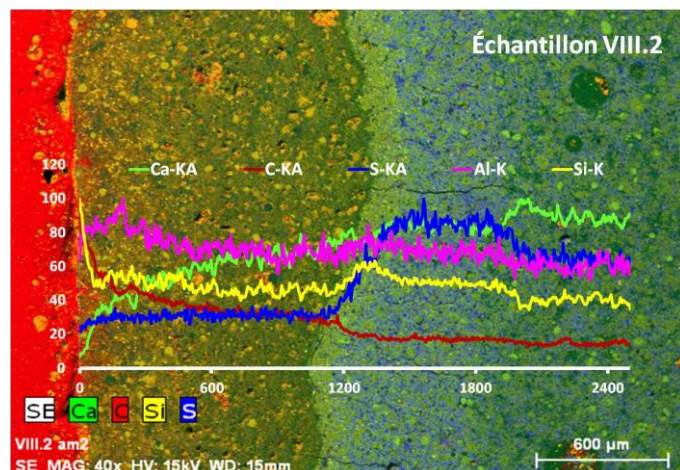 Échantillon VIII.2
120
Ca-KA C-KA S-KA Al-K Si-K
100
80
60
40
20
0
0 600 1200 1800 2400
SE Ca C Si S
VIII.2 am2
600 µm
SE MAG: 40x HV: 15kV WD: 15mm